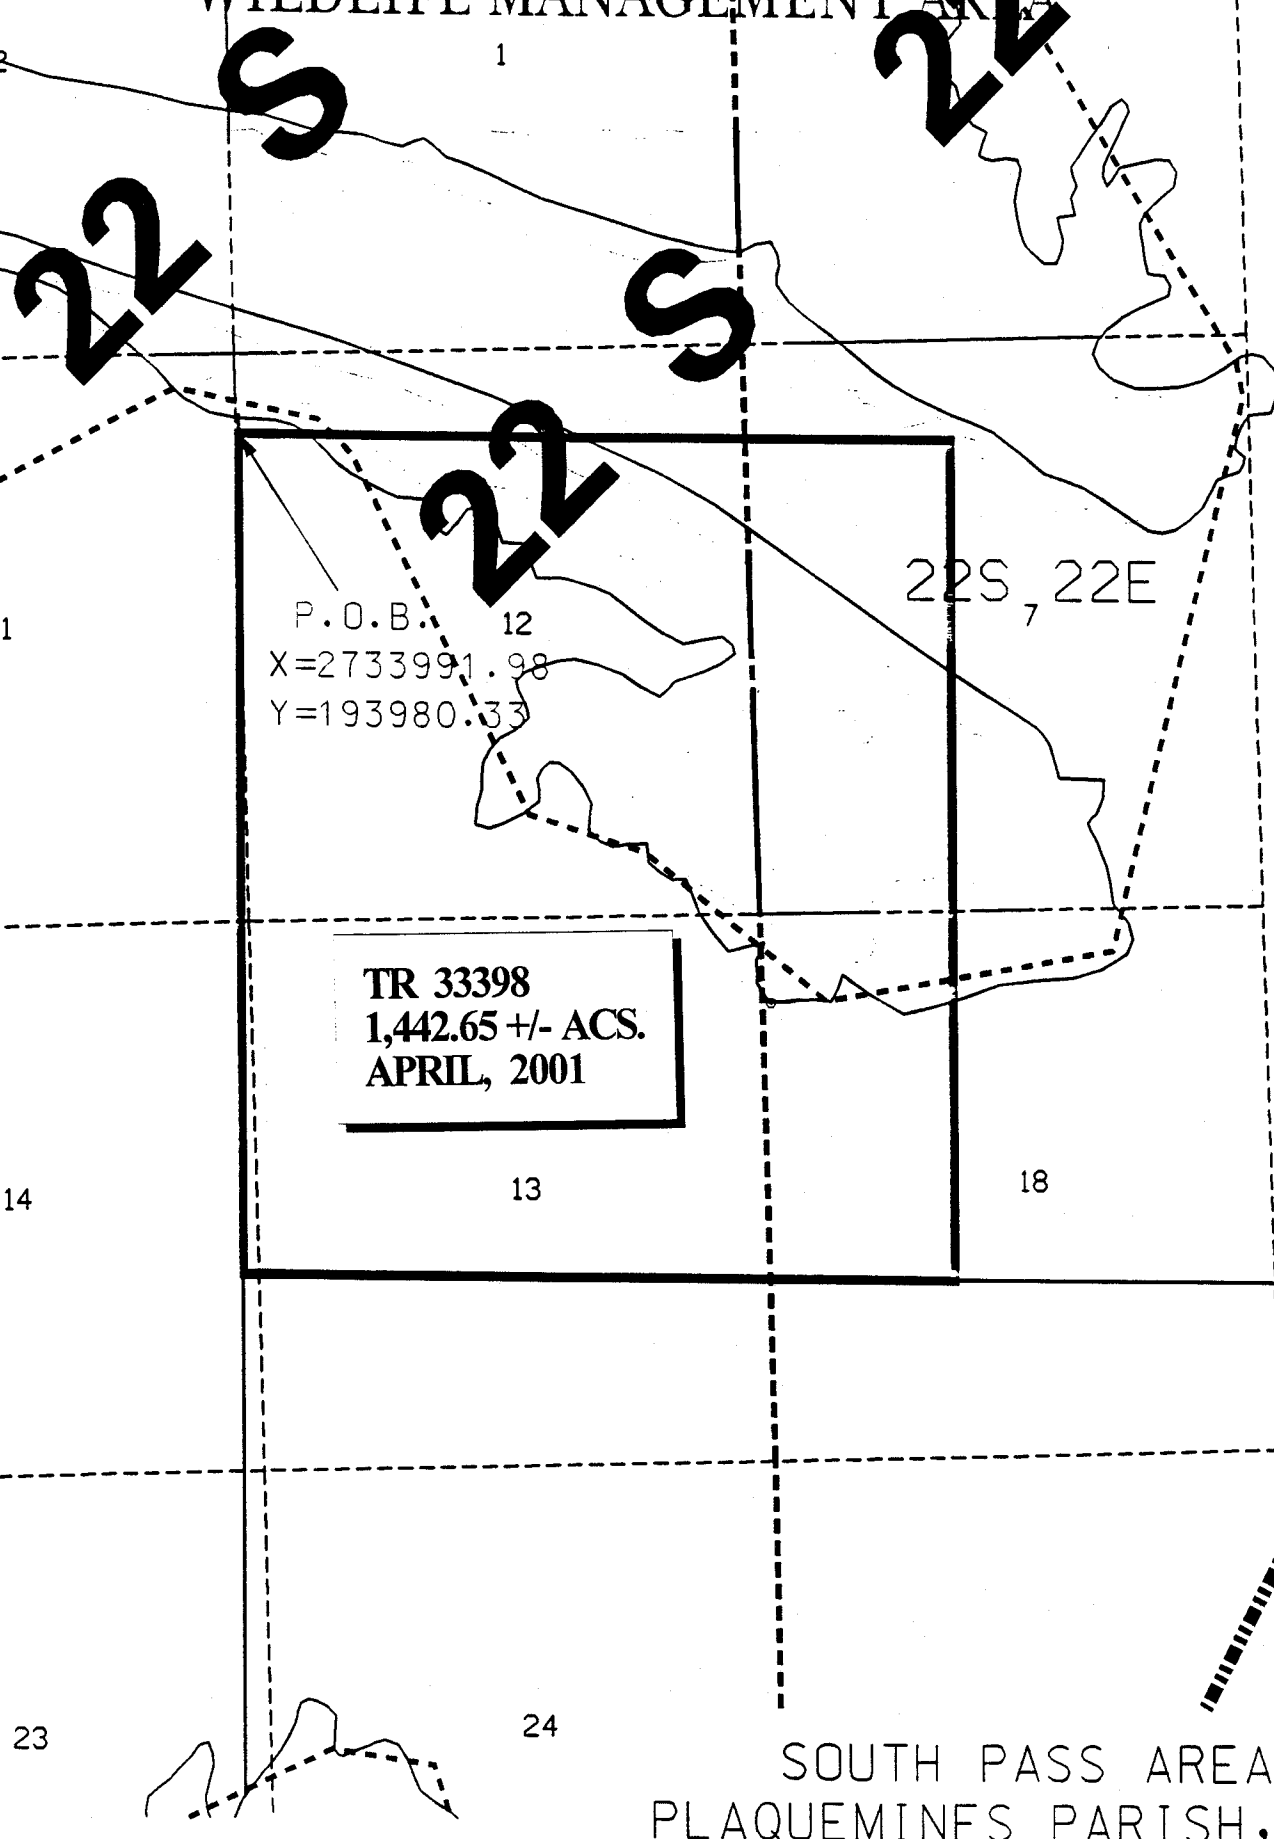 WILDLIFE MANAGEMENT AREA
2
1
S
22
22
S
22
22S, 22E
7
1
P.O.B.
12
X=2733991.98
Y=193980.33
TR 33398
1,442.65 +/- ACS.
APRIL, 2001
14
13
18
23
24
SOUTH PASS AREA
PLAQUEMINES PARISH,